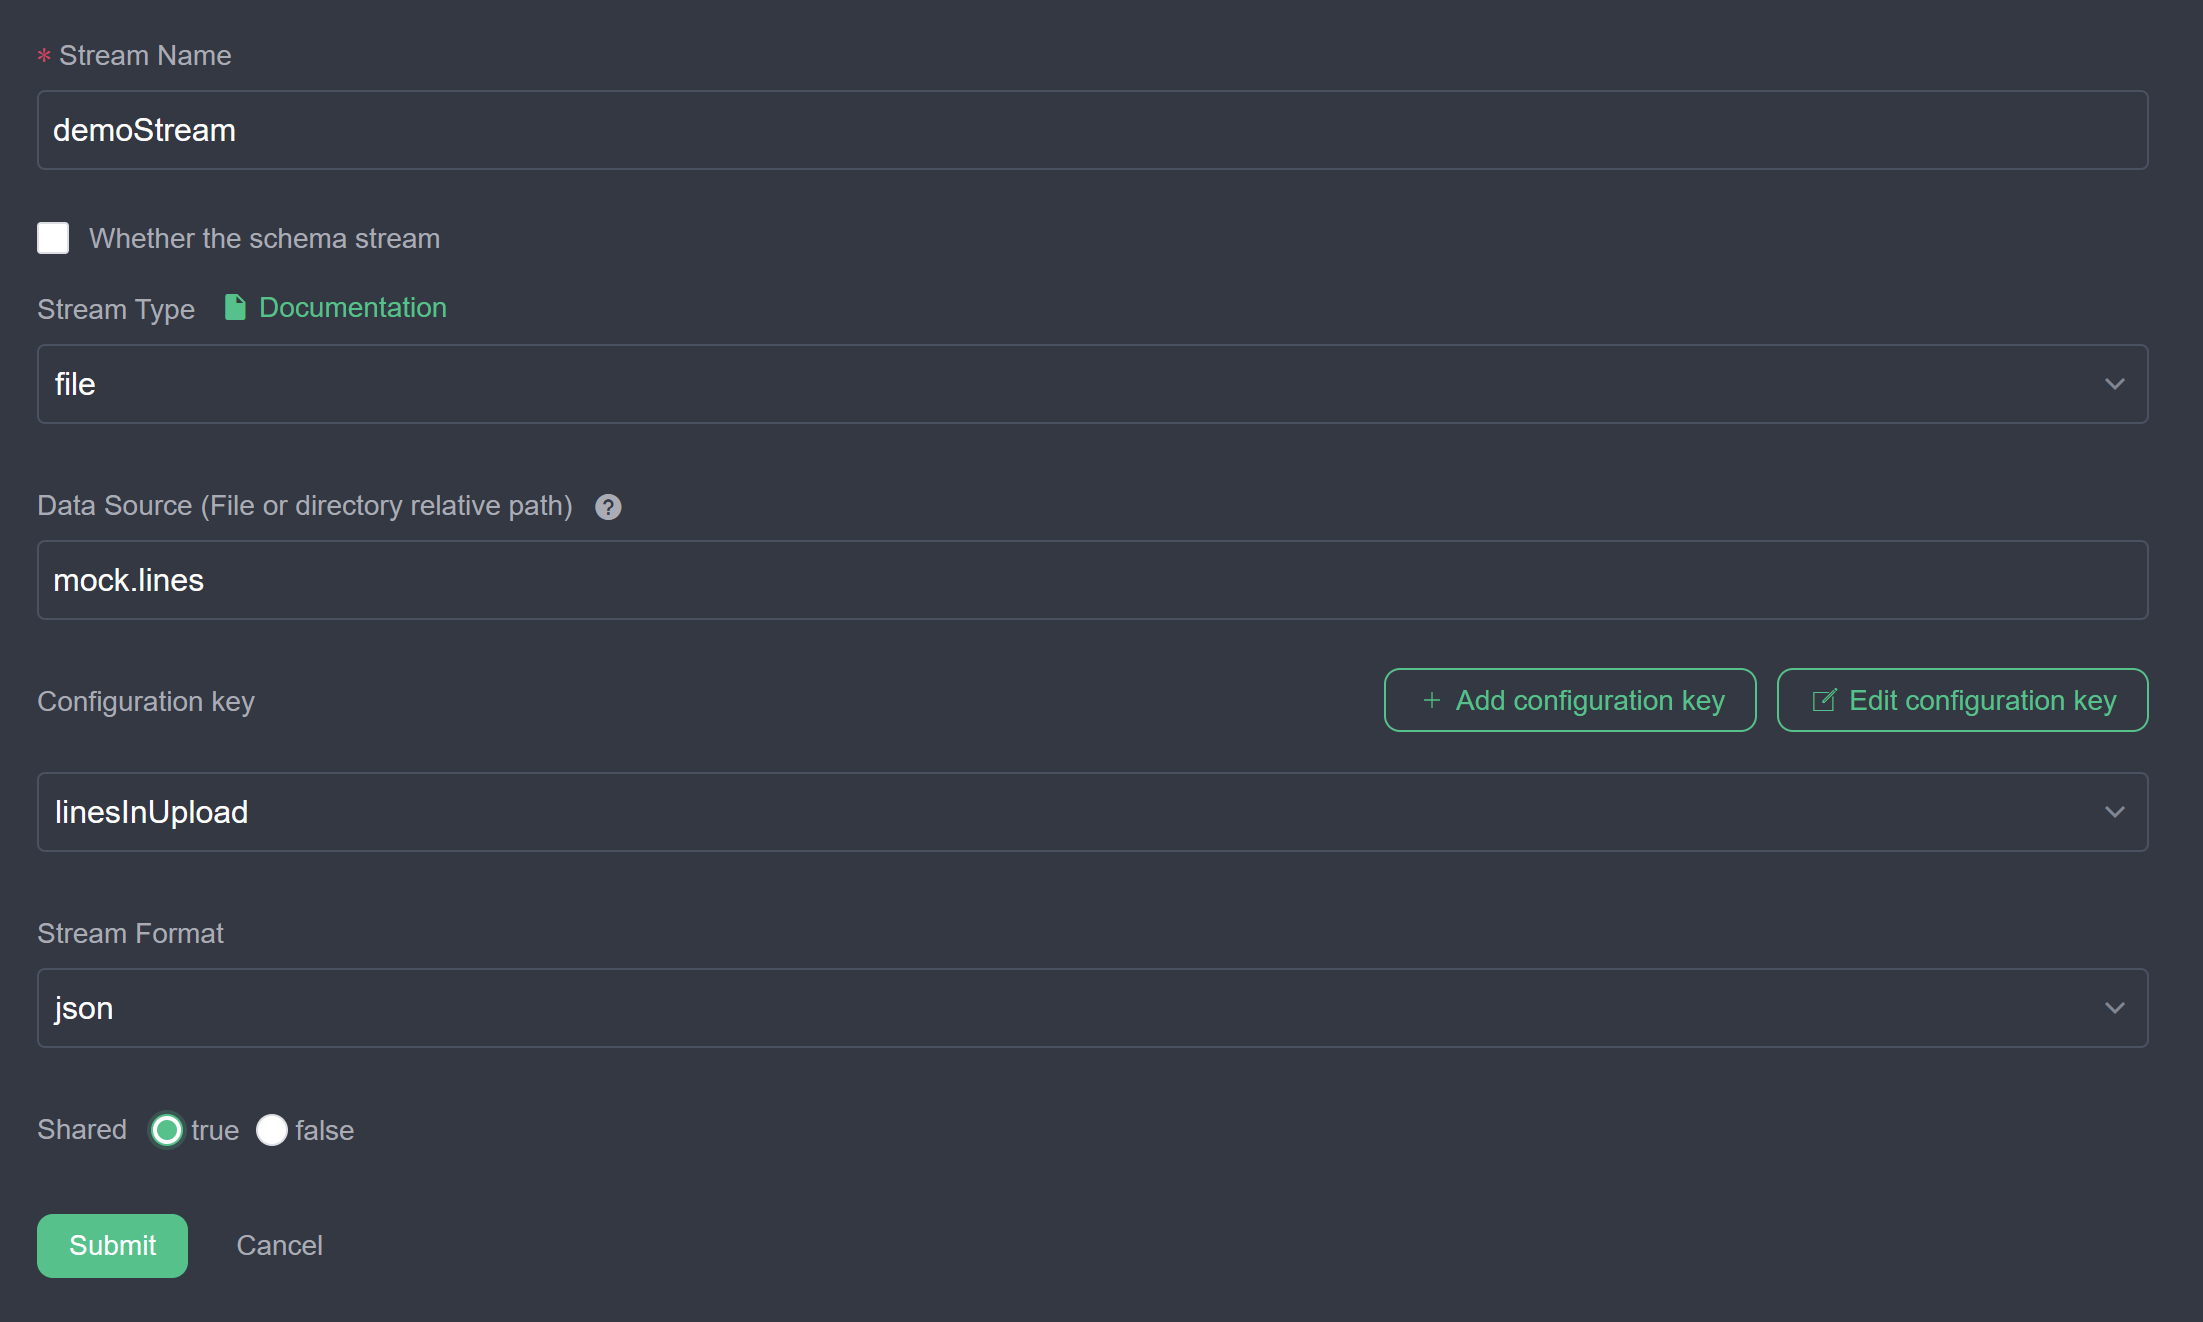 * Stream Name
demoStream
Whether the schema stream
Stream Type Documentation
file
Data Source (File or directory relative path) ?
mock.lines
Configuration key + Add configuration key Edit configuration key
linesInUpload
Stream Format
json
Shared true false
Submit Cancel